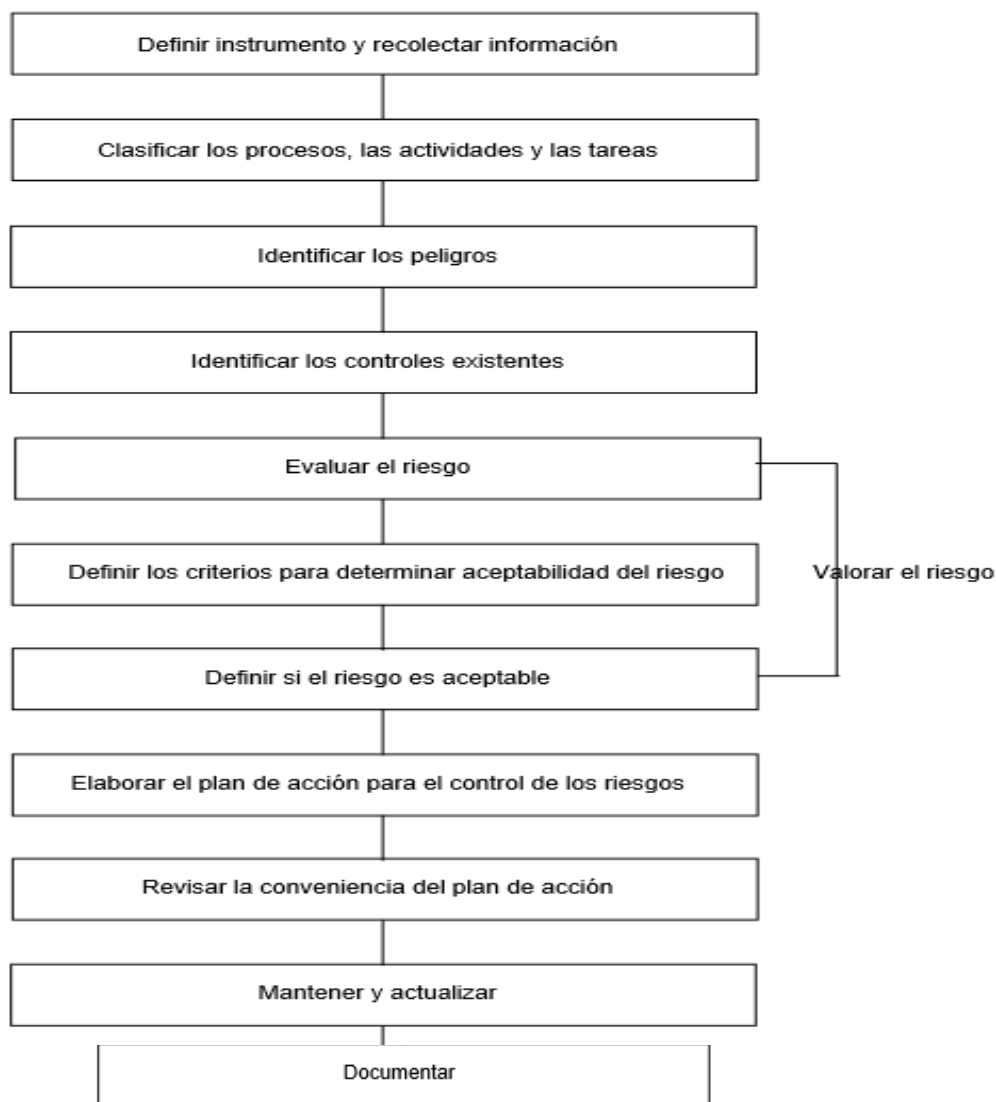 Definir instrumento y recolectar información
Clasificar los procesos, las actividades y las tareas
Identificar los peligros
Identificar los controles existentes
Evaluar el riesgo
Definir los criterios para determinar aceptabilidad del riesgo
Valorar el riesgo
Definir si el riesgo es aceptable
Elaborar el plan de acción para el control de los riesgos
Revisar la conveniencia del plan de acción
Mantener y actualizar
Documentar